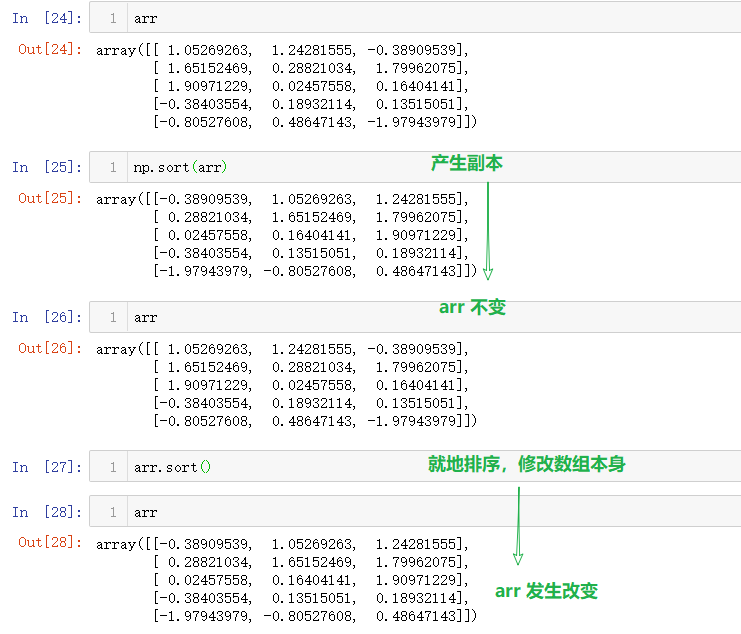 In [24]: 1 arr
Out[24]: array([[ 1.05269263, 1.24281555, -0.38909539],
[ 1.65152469, 0.28821034, 1.79962075],
[ 1.90971229, 0.02457558, 0.16404141],
[-0.38403554, 0.18932114, 0.13515051],
[-0.80527608, 0.48647143, -1.97943979]])
In [25]: 1 np.sort(arr) 产生副本
Out[25]: array([[-0.38909539, 1.05269263, 1.24281555],
[ 0.28821034, 1.65152469, 1.79962075],
[ 0.02457558, 0.16404141, 1.90971229],
[-0.38403554, 0.13515051, 0.18932114],
[-1.97943979, -0.80527608, 0.48647143]])
arr 不变
In [26]: 1 arr
Out[26]: array([[ 1.05269263, 1.24281555, -0.38909539],
[ 1.65152469, 0.28821034, 1.79962075],
[ 1.90971229, 0.02457558, 0.16404141],
[-0.38403554, 0.18932114, 0.13515051],
[-0.80527608, 0.48647143, -1.97943979]])
In [27]: 1 arr.sort() 就地排序，修改数组本身
In [28]: 1 arr
Out[28]: array([[-0.38909539, 1.05269263, 1.24281555],
[ 0.28821034, 1.65152469, 1.79962075],
[ 0.02457558, 0.16404141, 1.90971229],
arr 发生改变
[-0.38403554, 0.13515051, 0.18932114],
[-1.97943979, -0.80527608, 0.48647143]])